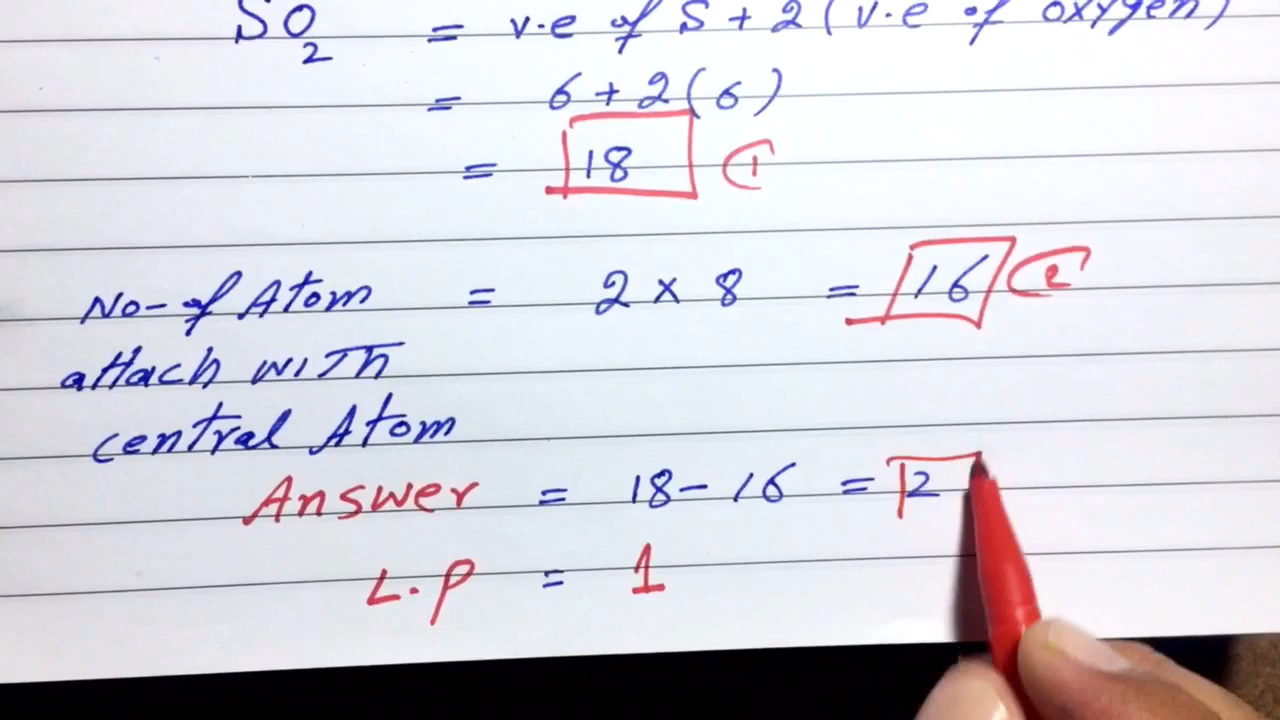 SO2 = v.e of S + 2 (v.e of oxygen)
= 6 + 2(6)
= 18 1
No- of Atom = 2 × 8 = 16 2
attach with
central Atom
Answer = 18 - 16 = 2
L.P = 1